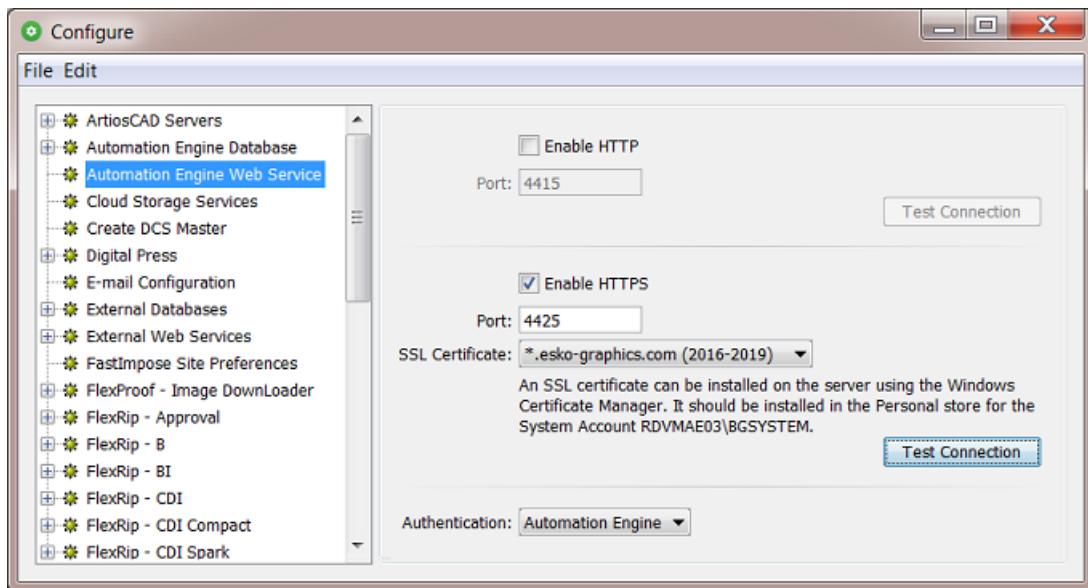 Configure
File Edit
ArtiosCAD Servers
Automation Engine Database
Automation Engine Web Service
Cloud Storage Services
Create DCS Master
Digital Press
E-mail Configuration
External Databases
External Web Services
FastImpose Site Preferences
FlexProof - Image DownLoader
FlexRip - Approval
FlexRip - B
FlexRip - BI
FlexRip - CDI
FlexRip - CDI Compact
FlexRip - CDI Spark
Enable HTTP
Port: 4415
Test Connection
Enable HTTPS
Port: 4425
SSL Certificate: *.esko-graphics.com (2016-2019)
An SSL certificate can be installed on the server using the Windows
Certificate Manager. It should be installed in the Personal store for the
System Account RDVMAE03\BGSYSTEM.
Test Connection
Authentication: Automation Engine